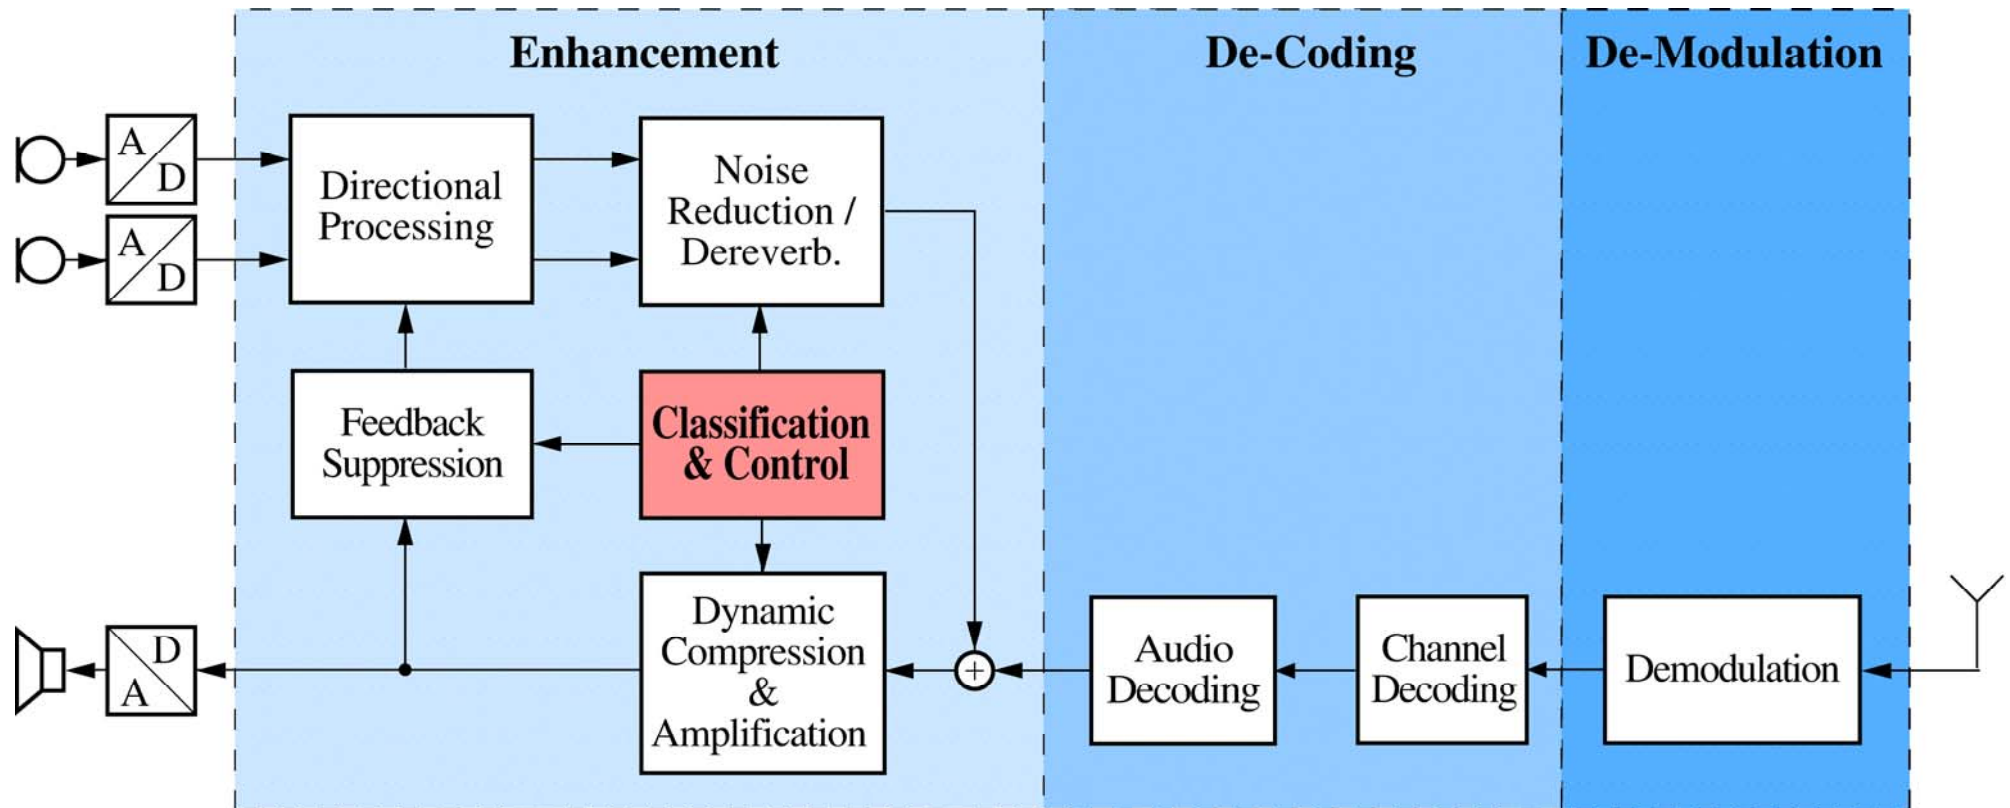 Enhancement
De-Coding
De-Modulation
A
D
A
D
Directional
Processing
Noise
Reduction /
Dereverb.
Feedback
Suppression
Classification
& Control
D
A
Dynamic
Compression
&
Amplification
+
Audio
Decoding
Channel
Decoding
Demodulation